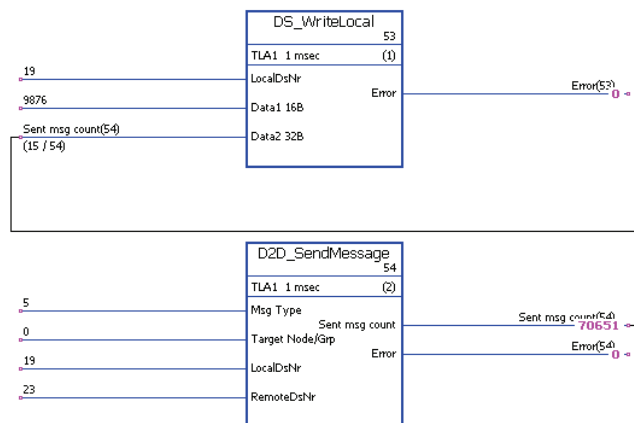 DS_WriteLocal
53
TLA1 1 msec (1)
19
LocalDsNr
Error
Error(53)
0
9876
Data1 16B
Sent msg count(54)
Data2 32B
(15 / 54)
D2D_SendMessage
54
TLA1 1 msec (2)
5
Msg Type
Sent msg count
Sent msg count(54)
70651
0
Target Node/Grp
Error
Error(54)
0
19
LocalDsNr
23
RemoteDsNr